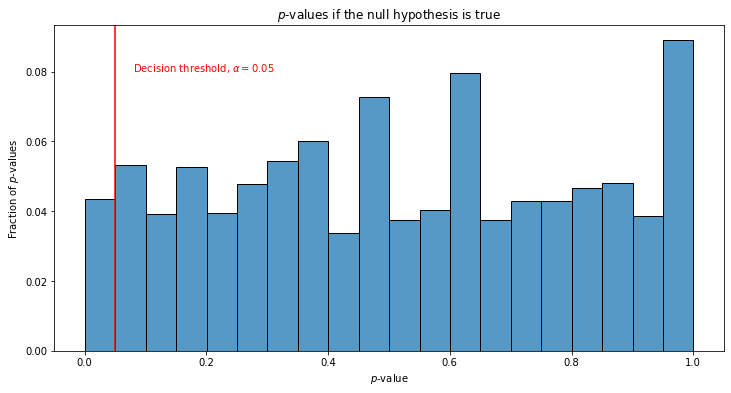 p-values if the null hypothesis is true
Decision threshold, α = 0.05
Fraction of p-values
0.08
0.06
0.04
0.02
0.00
0.0 0.2 0.4 0.6 0.8 1.0
p-value